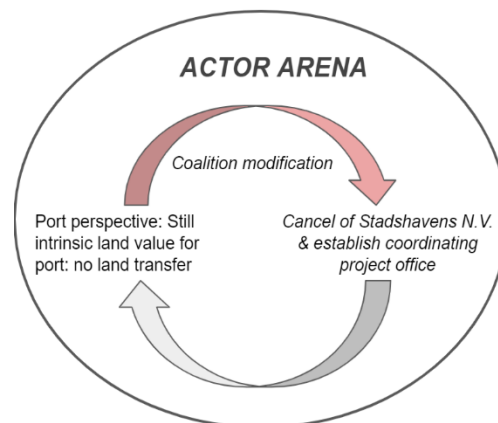 ACTOR ARENA
Coalition modification
Port perspective: Still
intrinsic land value for
port: no land transfer
Cancel of Stadshavens N.V.
& establish coordinating
project office